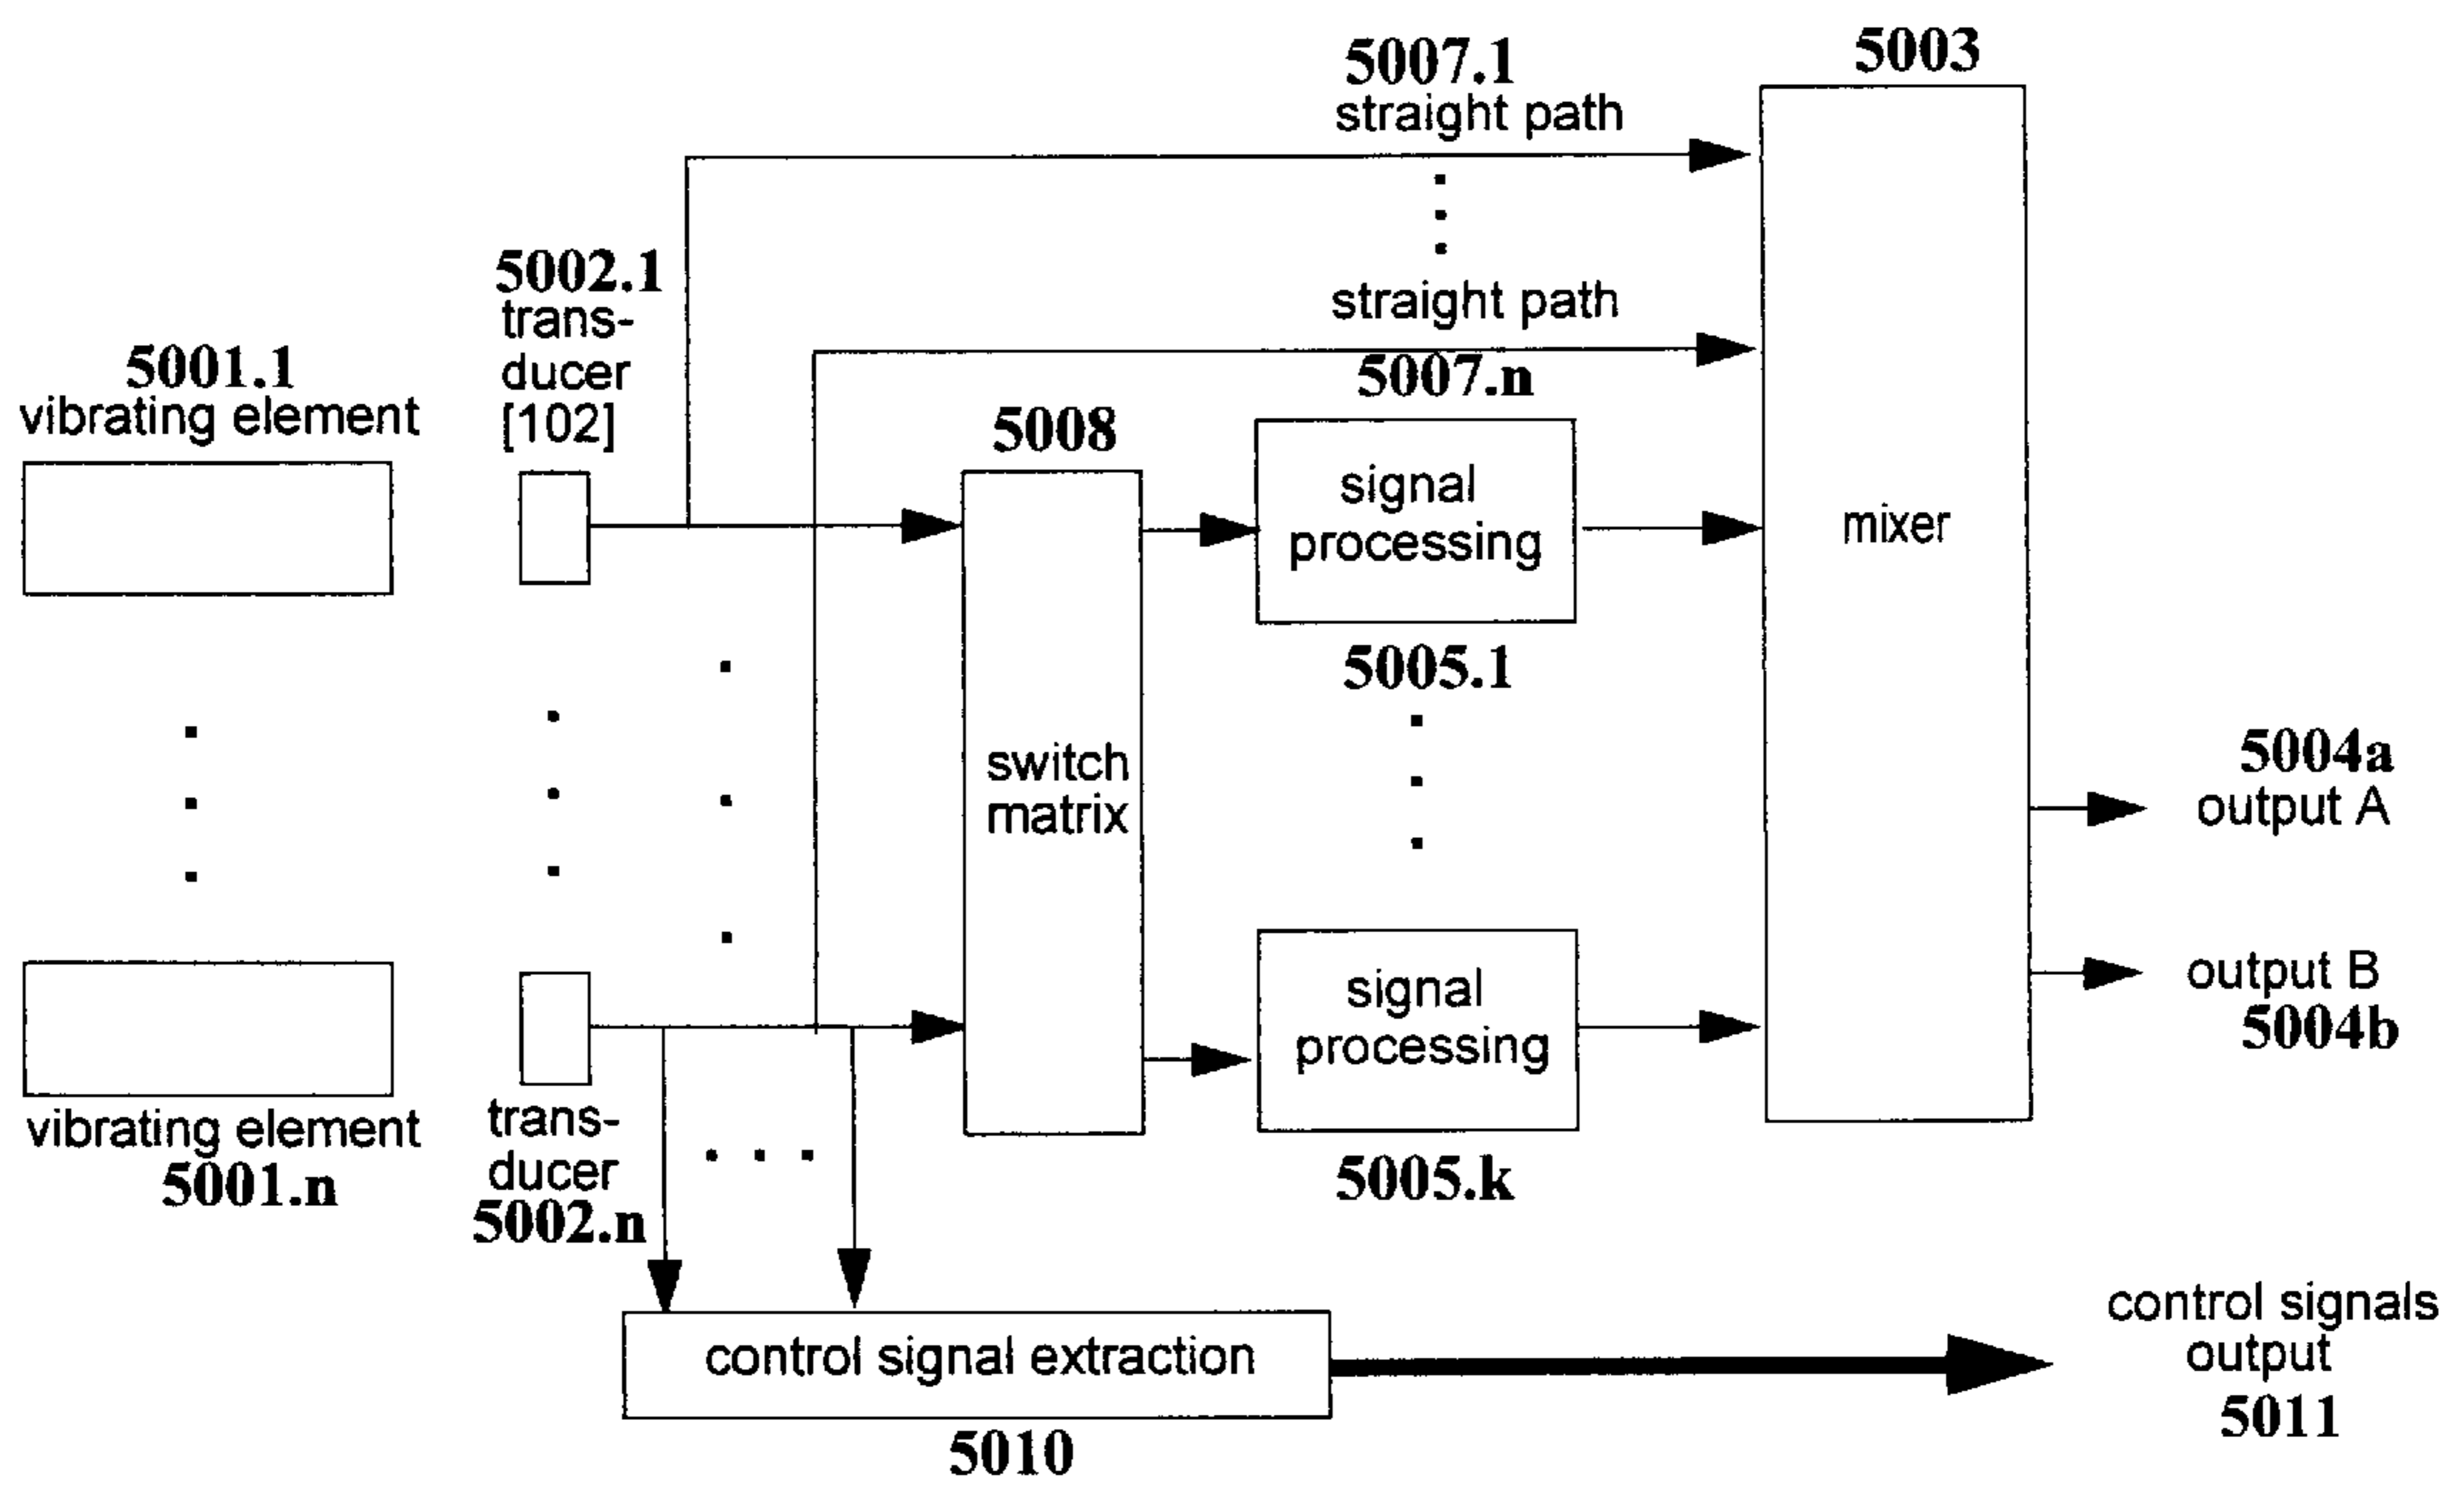 5007.1
straight path
5003
5002.1
trans-
ducer
[102]
straight path
5007.n
5001.1
vibrating element
5008
signal
processing
5005.1
mixer
switch
matrix
5004a
output A
output B
5004b
signal
processing
5005.k
vibrating element
5001.n
trans-
ducer
5002.n
control signal extraction
5010
control signals
output
5011